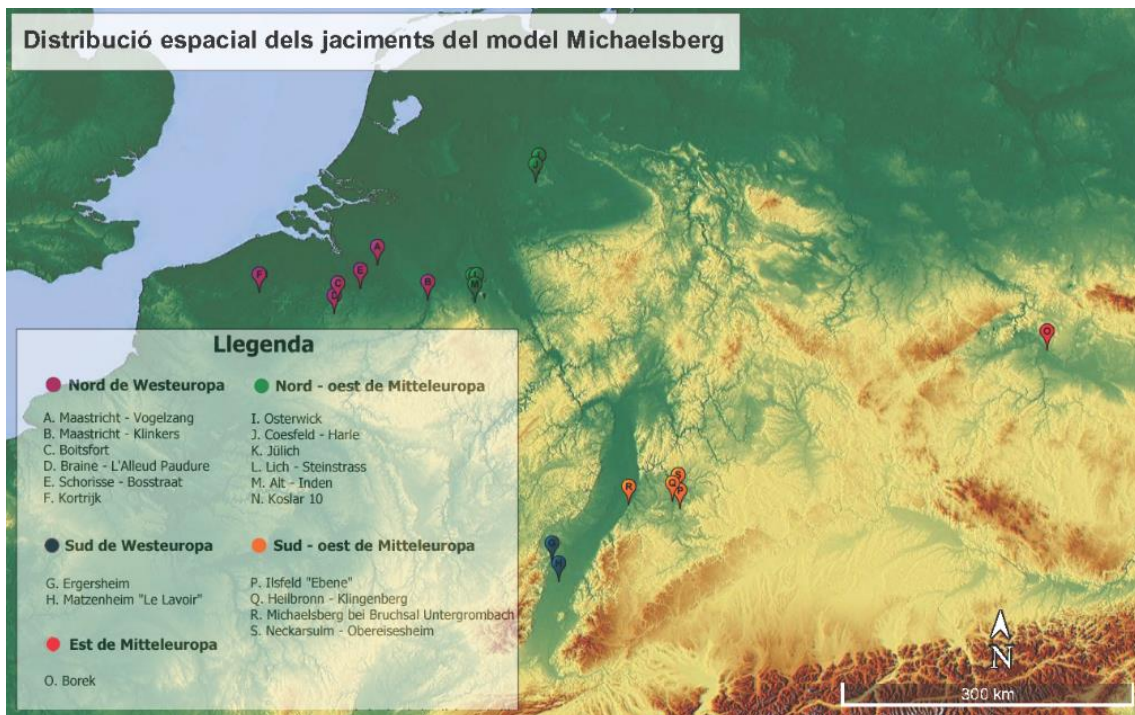 Distribució espacial dels jaciments del model Michaelsberg
I
J
A
F
E
C
D
B
L
M
O
S
Q
P
R
G
H
Llegenda
Nord de Westeuropa
A. Maastricht - Vogelzang
B. Maastricht - Klinkers
C. Boitsfort
D. Braine - L'Alleud Paudure
E. Schorisse - Bosstraat
F. Kortrijk
Nord - oest de Mitteleuropa
I. Osterwick
J. Coesfeld - Harle
K. Jülich
L. Lich - Steinstrass
M. Alt - Inden
N. Koslar 10
Sud de Westeuropa
G. Ergersheim
H. Matzenheim "Le Lavoir"
Sud - oest de Mitteleuropa
P. Ilsfeld "Ebene"
Q. Heilbronn - Klingenberg
R. Michaelsberg bei Bruchsal Untergrombach
S. Neckarsulm - Obereisesheim
Est de Mitteleuropa
O. Borek
N
300 km